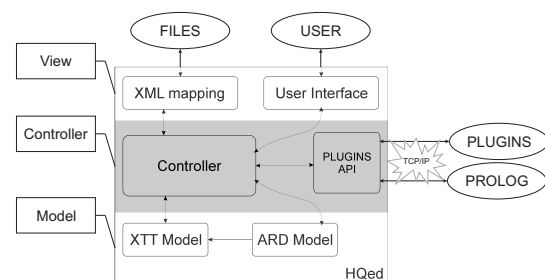 FILES
USER
View
XML mapping
User Interface
Controller
Controller
PLUGINS
API
TCP/IP
PLUGINS
PROLOG
Model
XTT Model
ARD Model
HQed